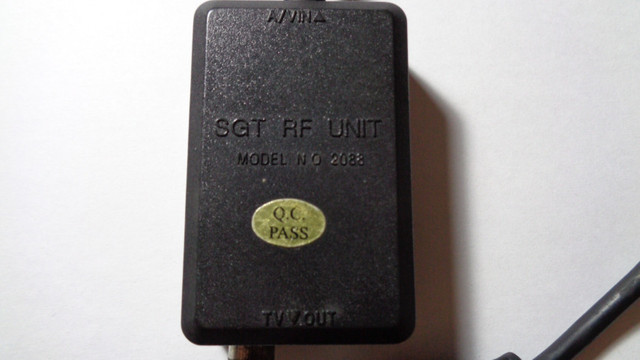 A/VIN▲
SGT RF UNIT
MODEL NO 2088
Q.C.
PASS
TV/OUT